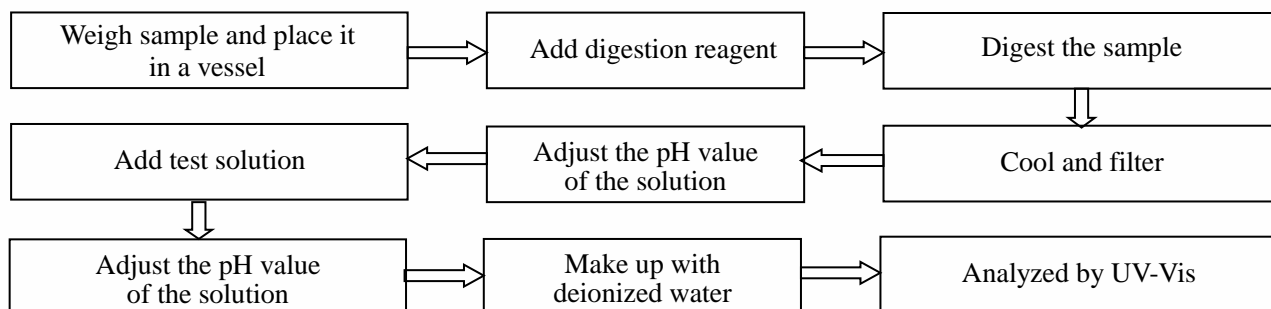 Weigh sample and place it
in a vessel
Add digestion reagent
Digest the sample
Cool and filter
Adjust the pH value
of the solution
Add test solution
Adjust the pH value
of the solution
Make up with
deionized water
Analyzed by UV-Vis